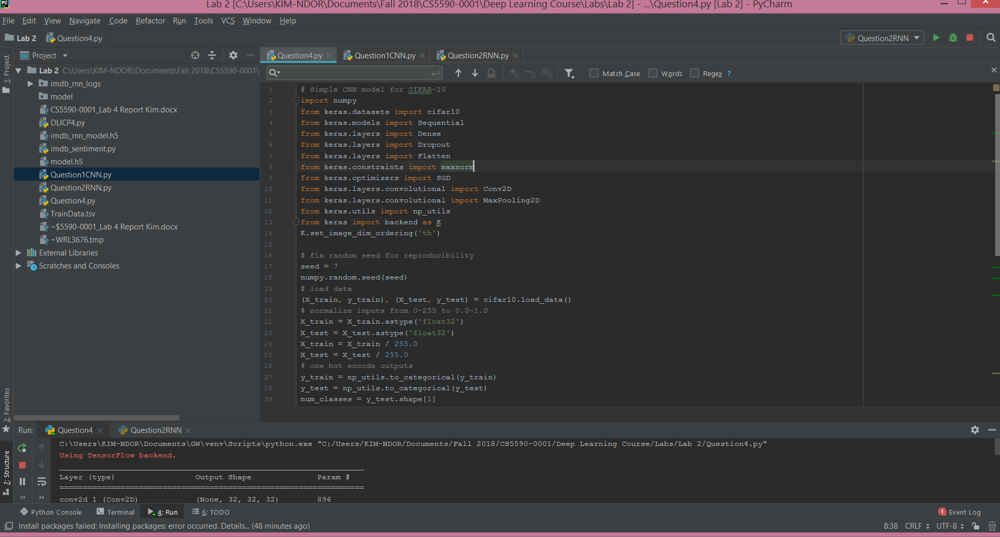 PC
Lab 2 [C:\Users\KIM-NDOR\Documents\Fall 2018\CS5590-0001\Deep Learning Course\Labs\Lab 2] - ...\Question4.py [Lab 2] - PyCharm
File Edit View Navigate Code Refactor Run Tools VCS Window Help
Lab 2 Question4.py Question2RNN
1: Project
Project
Question4.py Question1CNN.py Question2RNN.py
Match Case Words Regex ?
Lab 2 C:\Users\KIM-NDOR\Documents\Fall 2018\CS5590-0001\
imdb_rnn_logs
model
CS5590-0001_Lab 4 Report Kim.docx
DLICP4.py
imdb_rnn_model.h5
imdb_sentiment.py
model.h5
Question1CNN.py
Question2RNN.py
Question4.py
TrainData.tsv
~$5590-0001_Lab 4 Report Kim.docx
~WRL3676.tmp
External Libraries
Scratches and Consoles
1 # Simple CNN model for CIFAR-10
2 import numpy
3 from keras.datasets import cifar10
4 from keras.models import Sequential
5 from keras.layers import Dense
6 from keras.layers import Dropout
7 from keras.layers import Flatten
8 from keras.constraints import maxnorm
9 from keras.optimizers import SGD
10 from keras.layers.convolutional import Conv2D
11 from keras.layers.convolutional import MaxPooling2D
12 from keras.utils import np_utils
13 from keras import backend as K
14 K.set_image_dim_ordering('th')
15
16 # fix random seed for reproducibility
17 seed = 7
18 numpy.random.seed(seed)
19 # load data
20 (X_train, y_train), (X_test, y_test) = cifar10.load_data()
21 # normalize inputs from 0-255 to 0.0-1.0
22 X_train = X_train.astype('float32')
23 X_test = X_test.astype('float32')
24 X_train = X_train / 255.0
25 X_test = X_test / 255.0
26 # one hot encode outputs
27 y_train = np_utils.to_categorical(y_train)
28 y_test = np_utils.to_categorical(y_test)
29 num_classes = y_test.shape[1]
2: Favorites
7: Structure
Run: Question4 Question2RNN
C:\Users\KIM-NDOR\Documents\GW\venv\Scripts\python.exe "C:/Users/KIM-NDOR/Documents/Fall 2018/CS5590-0001/Deep Learning Course/Labs/Lab 2/Question4.py"
Using TensorFlow backend.
_________________________________________________________________
Layer (type) Output Shape Param #
=================================================================
conv2d_1 (Conv2D) (None, 32, 32, 32) 896
Python Console Terminal 4: Run 6: TODO 1 Event Log
Install packages failed: Installing packages: error occurred. Details... (48 minutes ago) 8:38 CRLF UTF-8